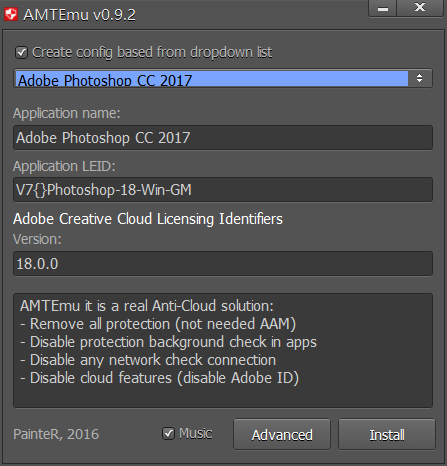 AMTEmu v0.9.2
Create config based from dropdown list
Adobe Photoshop CC 2017
Application name:
Adobe Photoshop CC 2017
Application LEID:
V7{}Photoshop-18-Win-GM
Adobe Creative Cloud Licensing Identifiers
Version:
18.0.0
AMTEmu it is a real Anti-Cloud solution:
- Remove all protection (not needed AAM)
- Disable protection background check in apps
- Disable any network check connection
- Disable cloud features (disable Adobe ID)
PainteR, 2016
Music
Advanced
Install